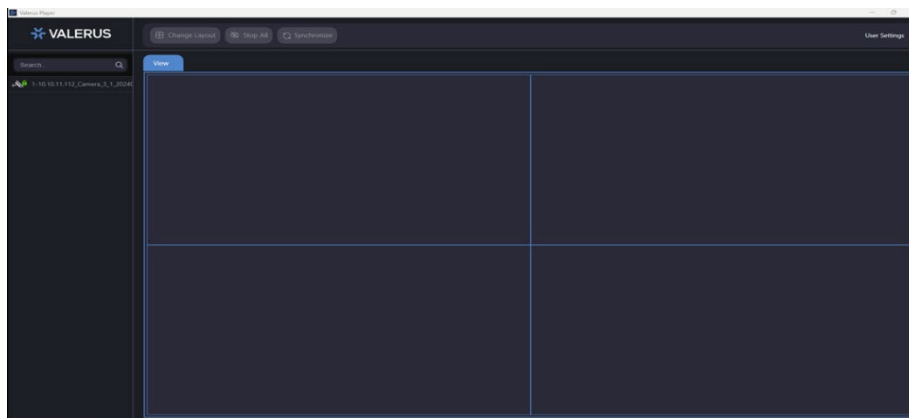 Valerus Player
VALERUS
Change Layout
Stop All
Synchronize
User Settings
Search...
View
1-10.10.11.112_Camera_3_1_2024